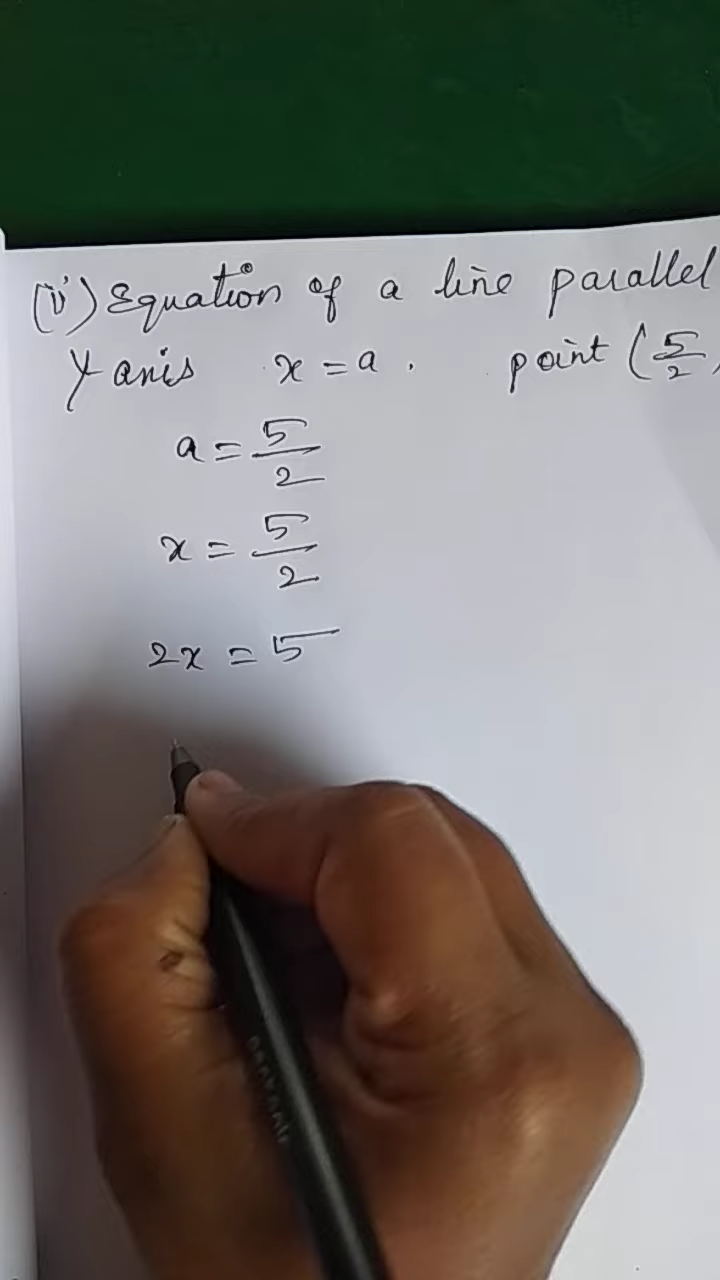 (ii) Equation of a line parallel
Y axis x = a . point (5/2,
a = 5/2
x = 5/2
2x = 5